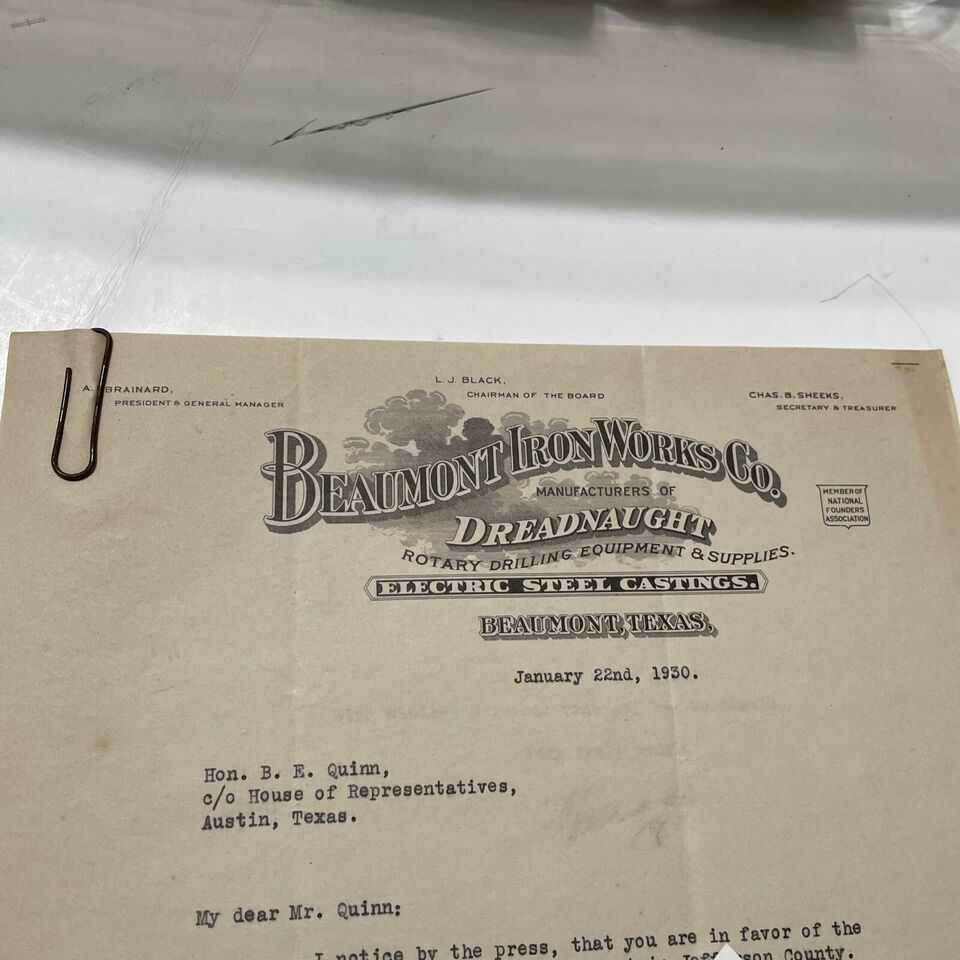 A. BRAINARD,
PRESIDENT & GENERAL MANAGER
L. J. BLACK,
CHAIRMAN OF THE BOARD
CHAS. B. SHEEKS,
SECRETARY & TREASURER
BEAUMONT IRON WORKS CO.
MANUFACTURERS OF
DREADNAUGHT
ROTARY DRILLING EQUIPMENT & SUPPLIES.
ELECTRIC STEEL CASTINGS.
BEAUMONT, TEXAS,
MEMBER OF
NATIONAL
FOUNDERS
ASSOCIATION
January 22nd, 1930.
Hon. B. E. Quinn,
c/o House of Representatives,
Austin, Texas.
My dear Mr. Quinn:
I notice by the press, that you are in favor of the
in Jefferson County.